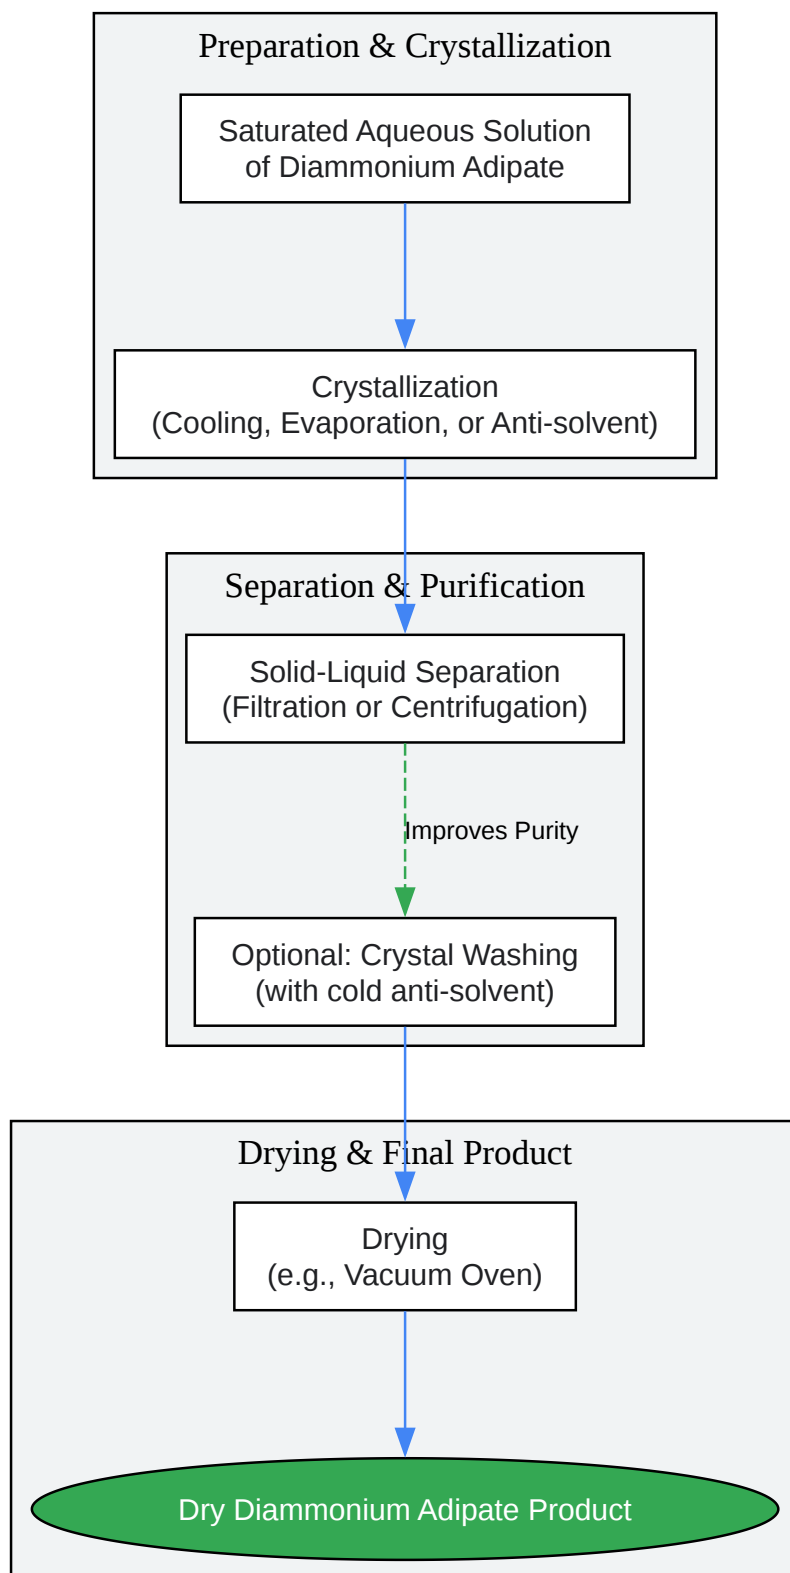 Preparation & Crystallization
Saturated Aqueous Solution
of Diammonium Adipate
Crystallization
(Cooling, Evaporation, or Anti-solvent)
Separation & Purification
Solid-Liquid Separation
(Filtration or Centrifugation)
Improves Purity
Optional: Crystal Washing
(with cold anti-solvent)
Drying & Final Product
Drying
(e.g., Vacuum Oven)
Dry Diammonium Adipate Product